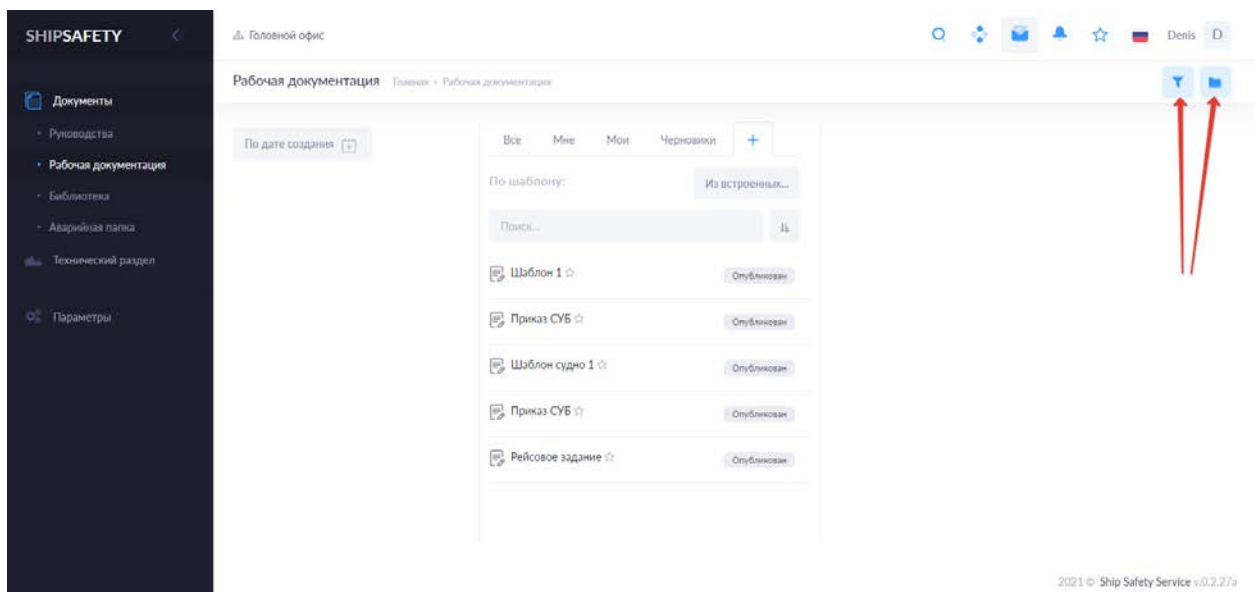 SHIPSAFETY
Головной офис
Denis D
Рабочая документация Главная • Рабочая документация
Документы
Руководства
Рабочая документация
Библиотека
Аварийная папка
Технический раздел
Параметры
По дате создания
Все Мне Мои Черновики +
По шаблону: Из встроенных...
Поиск...
Шаблон 1 Опубликован
Приказ СУБ Опубликован
Шаблон судно 1 Опубликован
Приказ СУБ Опубликован
Рейсовое задание Опубликован
2021 © Ship Safety Service v.0.2.27a